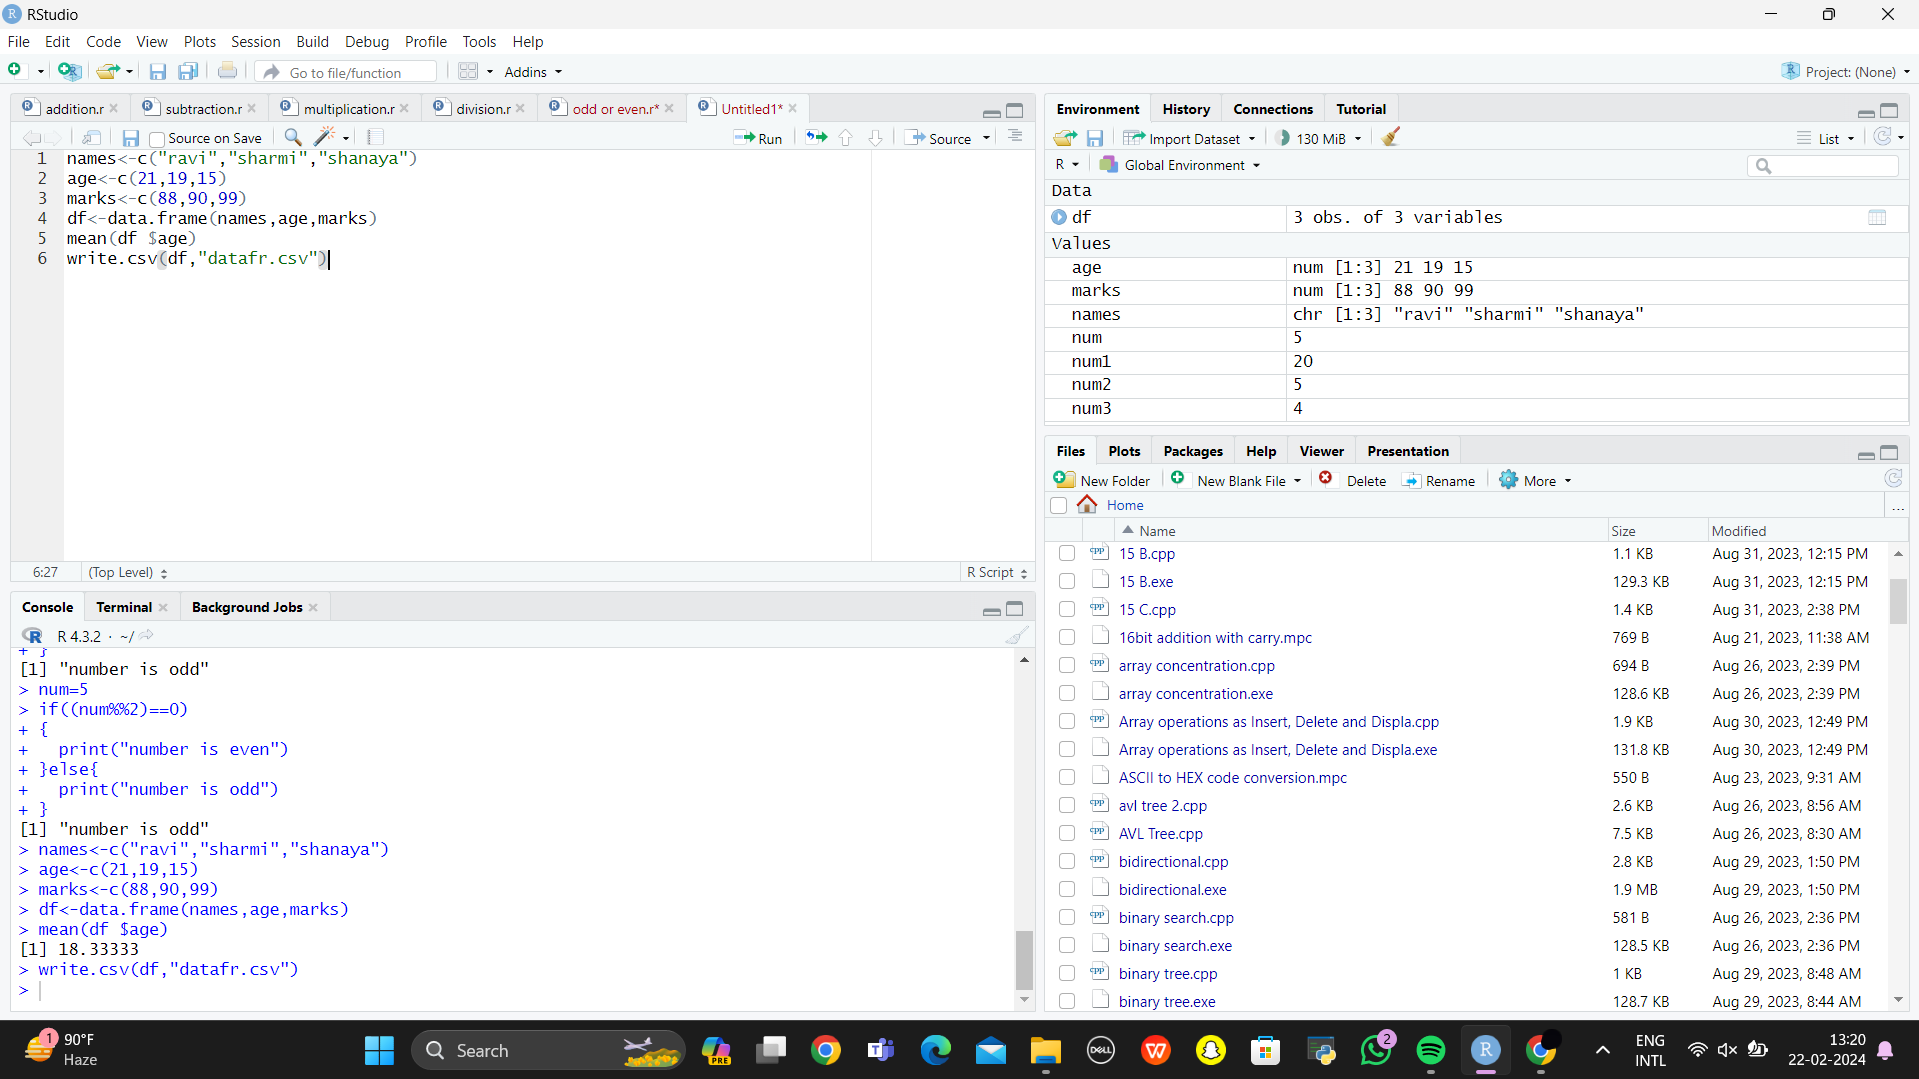 RStudio
File Edit Code View Plots Session Build Debug Profile Tools Help
Go to file/function Addins Project: (None)
addition.r subtraction.r multiplication.r division.r odd or even.r* Untitled1*
Source on Save Run Source
1 names<-c("ravi","sharmi","shanaya")
2 age<-c(21,19,15)
3 marks<-c(88,90,99)
4 df<-data.frame(names,age,marks)
5 mean(df $age)
6 write.csv(df,"datafr.csv")
6:27 (Top Level) R Script
Console Terminal Background Jobs
R 4.3.2 · ~/
+ }
[1] "number is odd"
> num=5
> if((num%%2)==0)
+ {
+   print("number is even")
+ }else{
+   print("number is odd")
+ }
[1] "number is odd"
> names<-c("ravi","sharmi","shanaya")
> age<-c(21,19,15)
> marks<-c(88,90,99)
> df<-data.frame(names,age,marks)
> mean(df $age)
[1] 18.33333
> write.csv(df,"datafr.csv")
>
Environment History Connections Tutorial
Import Dataset 130 MiB List
R Global Environment
Data
df 3 obs. of 3 variables
Values
age num [1:3] 21 19 15
marks num [1:3] 88 90 99
names chr [1:3] "ravi" "sharmi" "shanaya"
num 5
num1 20
num2 5
num3 4
Files Plots Packages Help Viewer Presentation
New Folder New Blank File Delete Rename More
Home ...
Name Size Modified
15 B.cpp 1.1 KB Aug 31, 2023, 12:15 PM
15 B.exe 129.3 KB Aug 31, 2023, 12:15 PM
15 C.cpp 1.4 KB Aug 31, 2023, 2:38 PM
16bit addition with carry.mpc 769 B Aug 21, 2023, 11:38 AM
array concentration.cpp 694 B Aug 26, 2023, 2:39 PM
array concentration.exe 128.6 KB Aug 26, 2023, 2:39 PM
Array operations as Insert, Delete and Displa.cpp 1.9 KB Aug 30, 2023, 12:49 PM
Array operations as Insert, Delete and Displa.exe 131.8 KB Aug 30, 2023, 12:49 PM
ASCII to HEX code conversion.mpc 550 B Aug 23, 2023, 9:31 AM
avl tree 2.cpp 2.6 KB Aug 26, 2023, 8:56 AM
AVL Tree.cpp 7.5 KB Aug 26, 2023, 8:30 AM
bidirectional.cpp 2.8 KB Aug 29, 2023, 1:50 PM
bidirectional.exe 1.9 MB Aug 29, 2023, 1:50 PM
binary search.cpp 581 B Aug 26, 2023, 2:36 PM
binary search.exe 128.5 KB Aug 26, 2023, 2:36 PM
binary tree.cpp 1 KB Aug 29, 2023, 8:48 AM
binary tree.exe 128.7 KB Aug 29, 2023, 8:44 AM
1 90°F
Haze
Search PRE DELL 2 R
ENG
INTL
13:20
22-02-2024